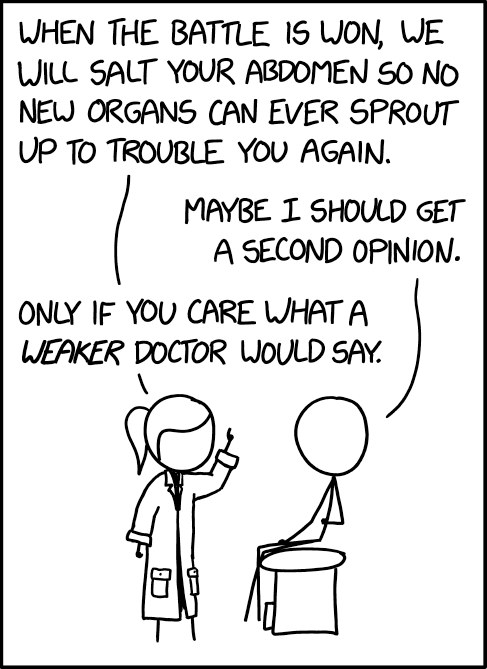 WHEN THE BATTLE IS WON, WE
WILL SALT YOUR ABDOMEN SO NO
NEW ORGANS CAN EVER SPROUT
UP TO TROUBLE YOU AGAIN.
MAYBE I SHOULD GET
A SECOND OPINION.
ONLY IF YOU CARE WHAT A
WEAKER DOCTOR WOULD SAY.